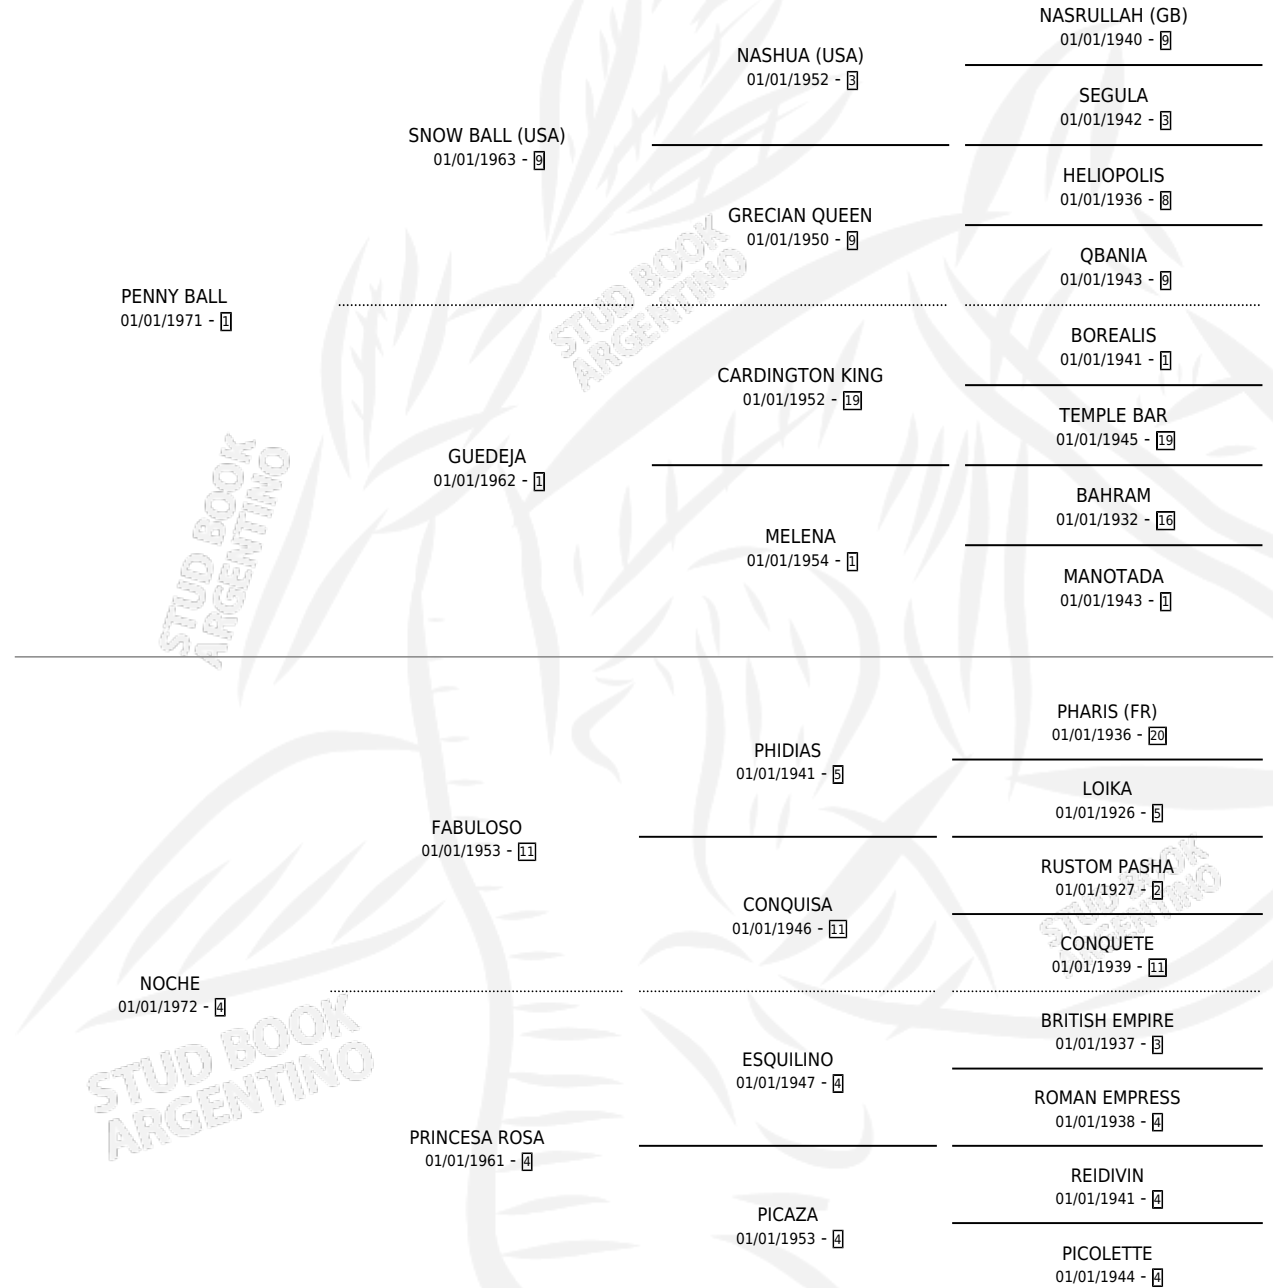 NASRULLAH (GB)
01/01/1940 - 9
NASHUA (USA)
01/01/1952 - 3
SEGULA
01/01/1942 - 3
SNOW BALL (USA)
01/01/1963 - 9
HELIOPOLIS
01/01/1936 - 8
GRECIAN QUEEN
01/01/1950 - 9
QBANIA
01/01/1943 - 9
PENNY BALL
01/01/1971 - 1
BOREALIS
01/01/1941 - 1
CARDINGTON KING
01/01/1952 - 19
TEMPLE BAR
01/01/1945 - 19
GUEDEJA
01/01/1962 - 1
BAHRAM
01/01/1932 - 16
MELENA
01/01/1954 - 1
MANOTADA
01/01/1943 - 1
STUD BOOK
ARGENTINO
STUD BOOK
ARGENTINO
PHARIS (FR)
01/01/1936 - 20
PHIDIAS
01/01/1941 - 5
LOIKA
01/01/1926 - 5
FABULOSO
01/01/1953 - 11
RUSTOM PASHA
01/01/1927 - 2
CONQUISA
01/01/1946 - 11
CONQUETE
01/01/1939 - 11
NOCHE
01/01/1972 - 4
BRITISH EMPIRE
01/01/1937 - 3
ESQUILINO
01/01/1947 - 4
ROMAN EMPRESS
01/01/1938 - 4
PRINCESA ROSA
01/01/1961 - 4
REIDIVIN
01/01/1941 - 4
PICAZA
01/01/1953 - 4
PICOLETTE
01/01/1944 - 4
STUD BOOK
ARGENTINO
STUD BOOK
ARGENTINO